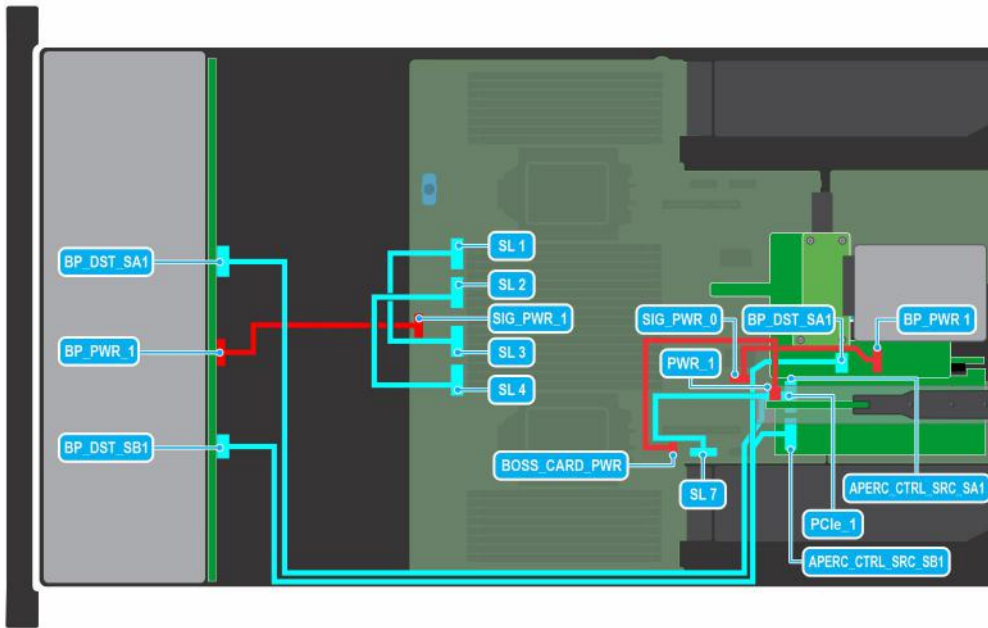 BP_DST_SA1
BP_PWR_1
BP_DST_SB1
SL 1
SL 2
SIG_PWR_1
SL 3
SL 4
SIG_PWR_0
BP_DST_SA1
BP_PWR 1
PWR_1
BOSS_CARD_PWR
SL 7
APERC_CTRL_SRC_SA1
PCIe_1
APERC_CTRL_SRC_SB1